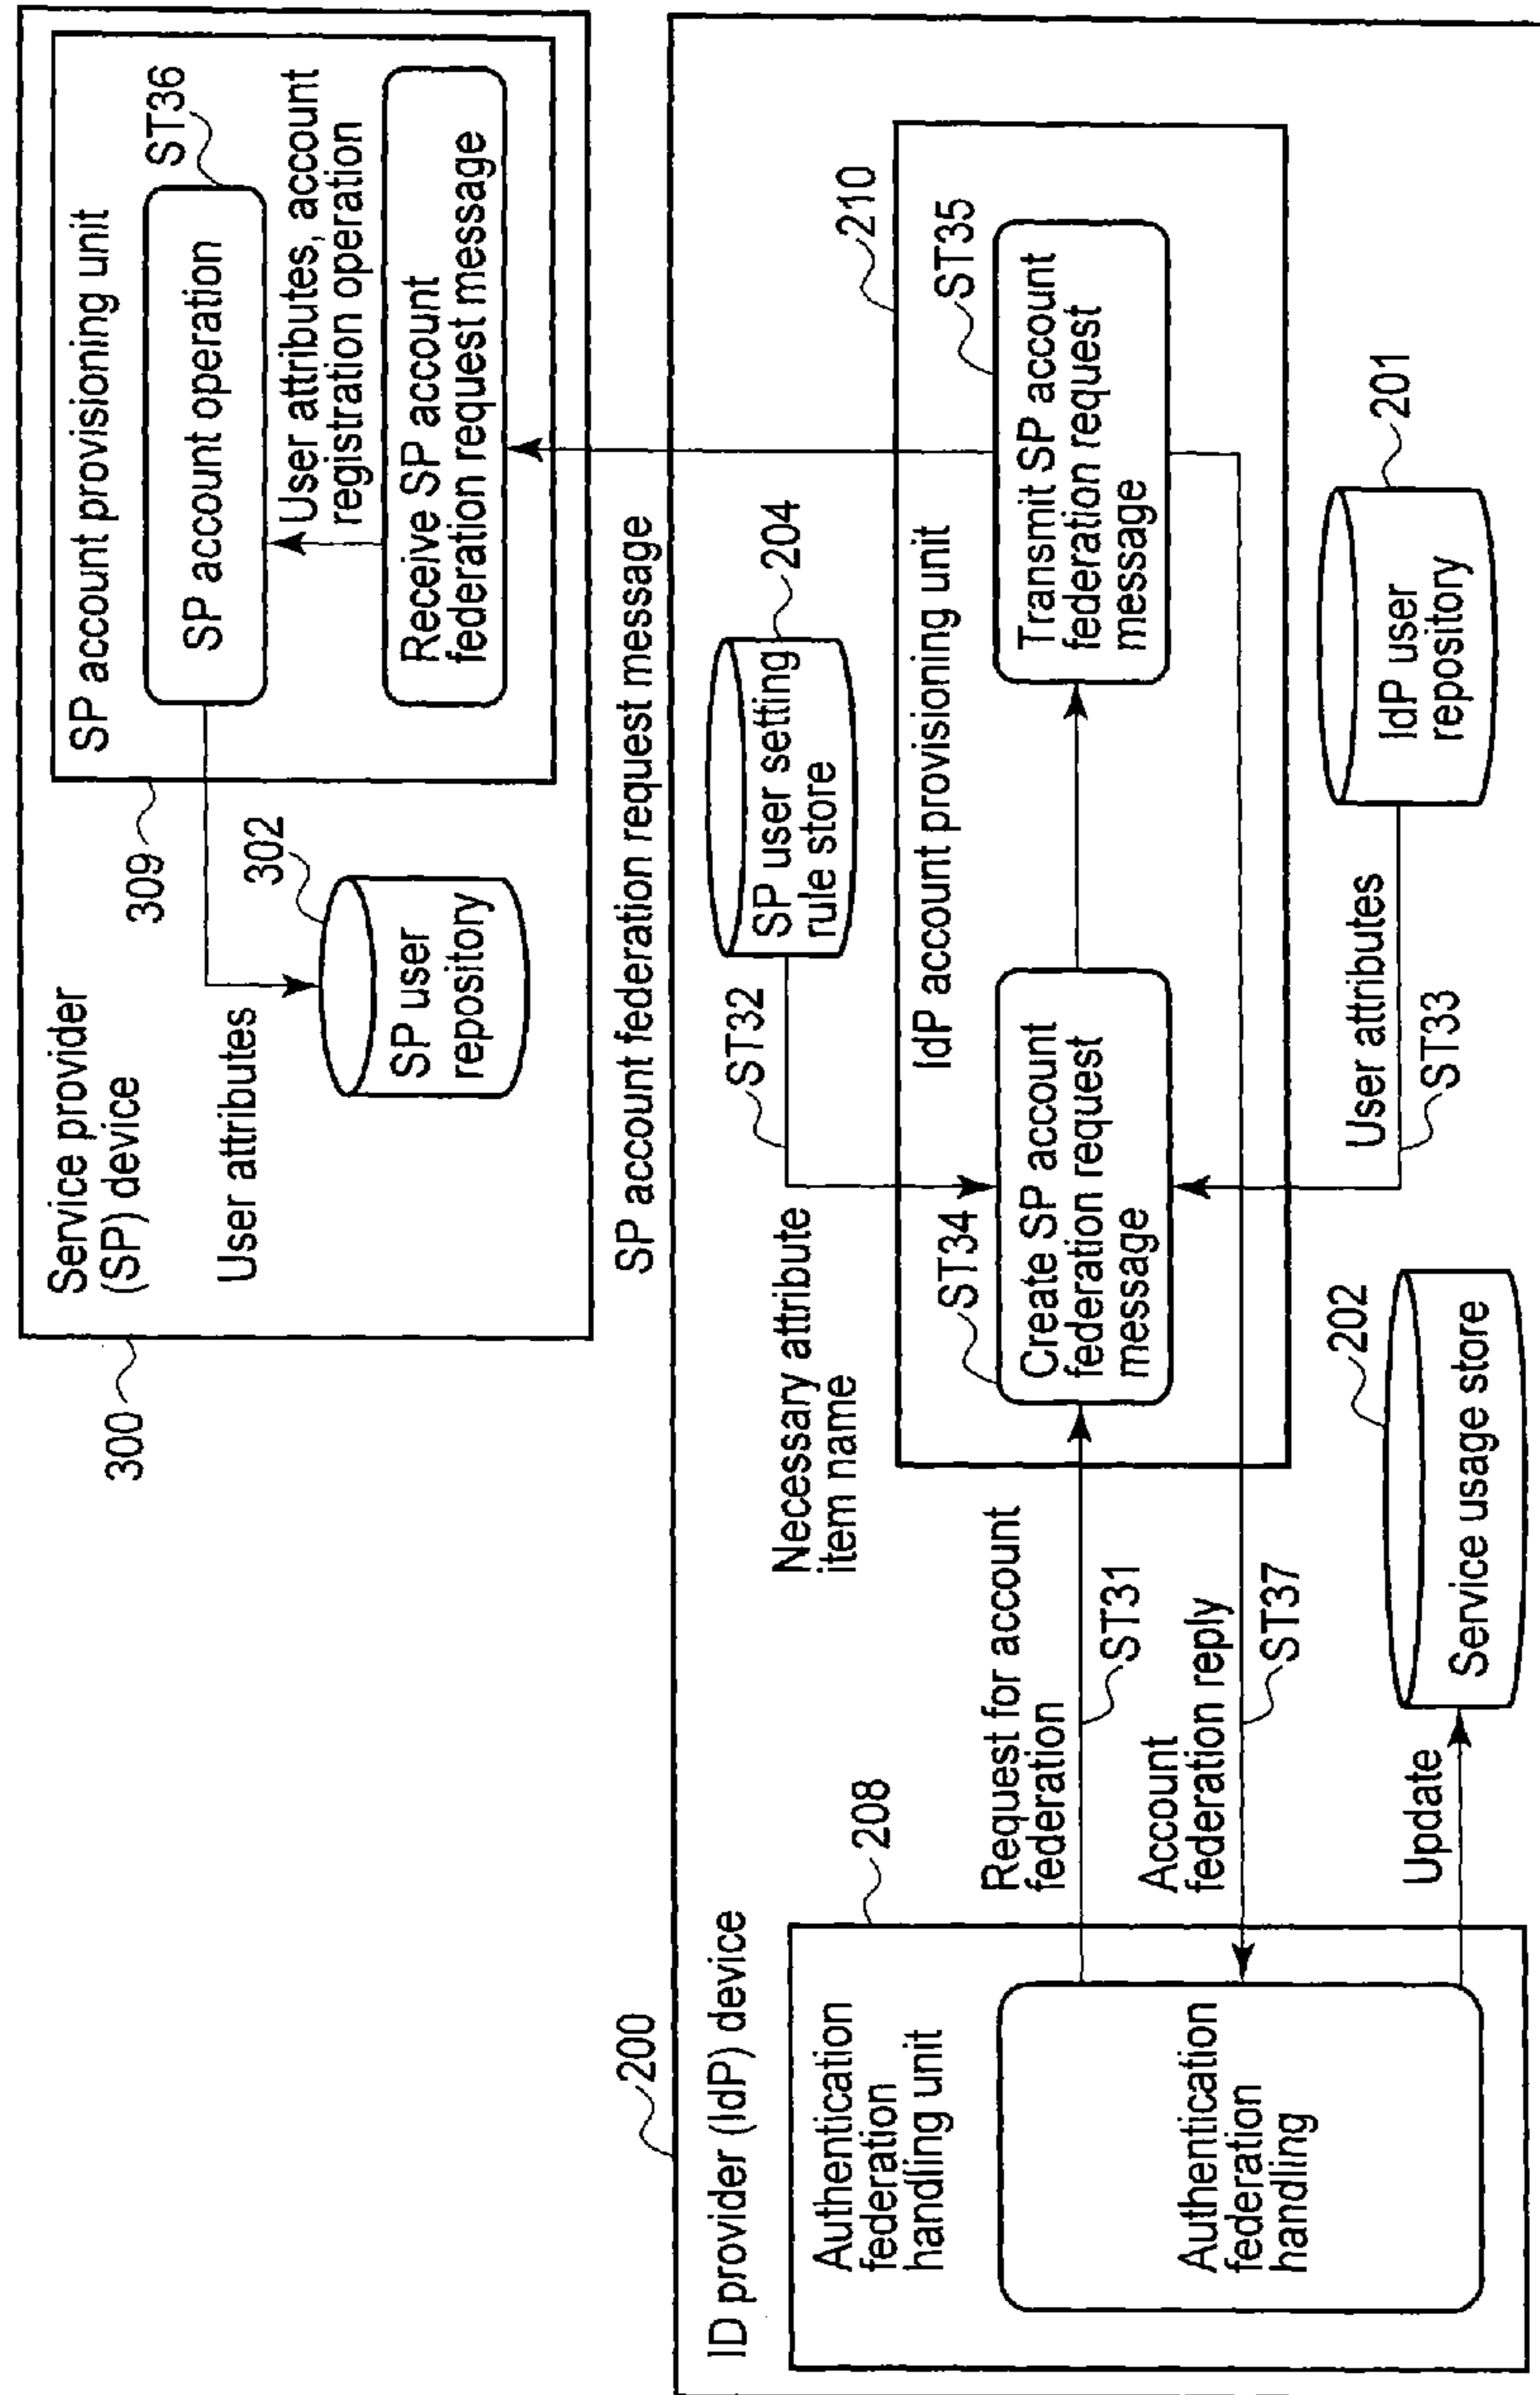 300
Service provider
(SP) device
309
SP account provisioning unit
ST36
SP account operation
User attributes, account
registration operation
Receive SP account
federation request message
User attributes
302
SP user
repository
SP account federation request message
200
ID provider (IdP) device
208
Authentication
federation
handling unit
Authentication
federation
handling
Request for account
federation
ST31
Account
federation reply
ST37
Update
202
Service usage store
Necessary attribute
item name
ST32
SP user setting
rule store
204
IdP account provisioning unit
210
ST34
Create SP account
federation request
message
ST35
Transmit SP account
federation request
message
User attributes
ST33
201
IdP user
repository